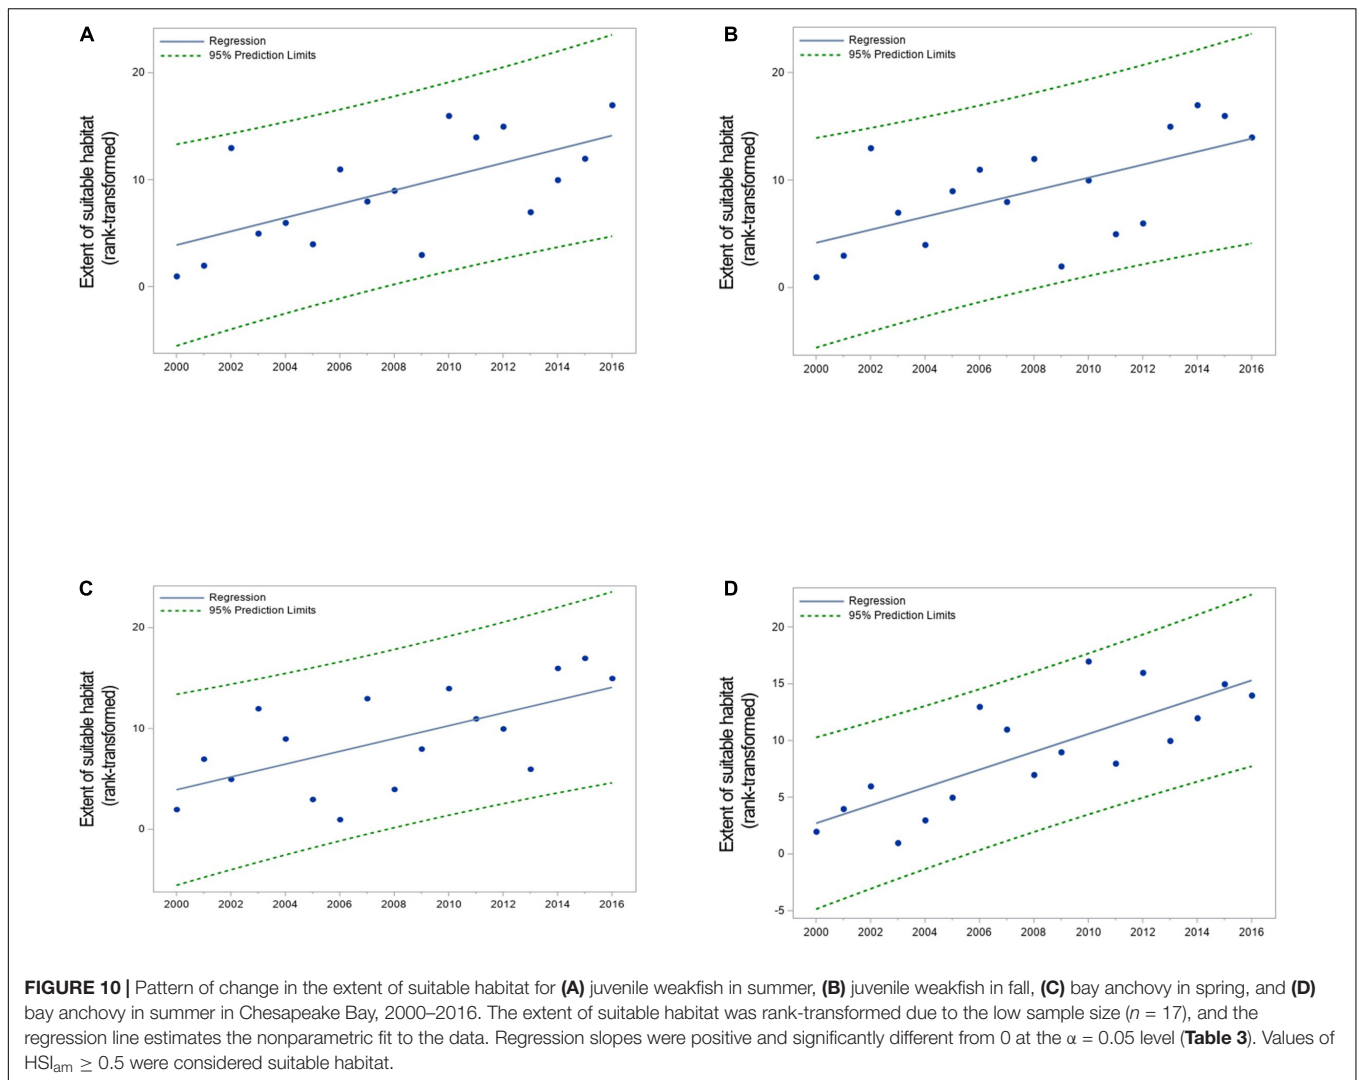 A
Regression
95% Prediction Limits
Extent of suitable habitat
(rank-transformed)
20
10
0
2000 2002 2004 2006 2008 2010 2012 2014 2016
B
Regression
95% Prediction Limits
Extent of suitable habitat
(rank-transformed)
20
10
0
2000 2002 2004 2006 2008 2010 2012 2014 2016
C
Regression
95% Prediction Limits
Extent of suitable habitat
(rank-transformed)
20
10
0
2000 2002 2004 2006 2008 2010 2012 2014 2016
D
Regression
95% Prediction Limits
Extent of suitable habitat
(rank-transformed)
20
15
10
5
0
-5
2000 2002 2004 2006 2008 2010 2012 2014 2016
FIGURE 10 | Pattern of change in the extent of suitable habitat for (A) juvenile weakfish in summer, (B) juvenile weakfish in fall, (C) bay anchovy in spring, and (D)
bay anchovy in summer in Chesapeake Bay, 2000–2016. The extent of suitable habitat was rank-transformed due to the low sample size (n = 17), and the
regression line estimates the nonparametric fit to the data. Regression slopes were positive and significantly different from 0 at the α = 0.05 level (Table 3). Values of
HSIam ≥ 0.5 were considered suitable habitat.